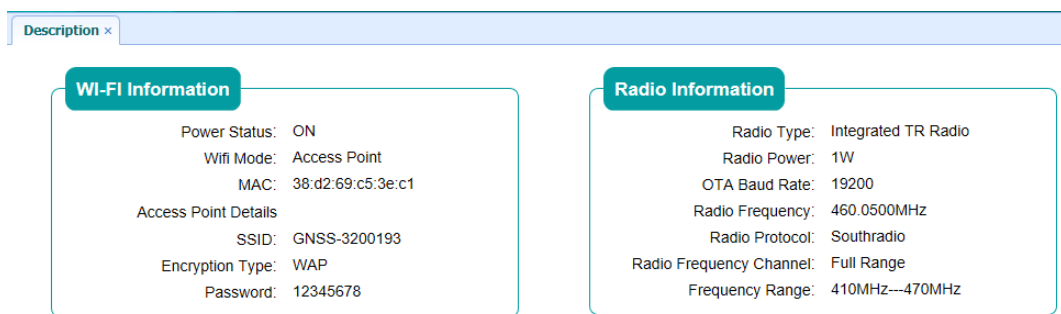 Description ×
WI-FI Information
Power Status: ON
Wifi Mode: Access Point
MAC: 38:d2:69:c5:3e:c1
Access Point Details
SSID: GNSS-3200193
Encryption Type: WAP
Password: 12345678
Radio Information
Radio Type: Integrated TR Radio
Radio Power: 1W
OTA Baud Rate: 19200
Radio Frequency: 460.0500MHz
Radio Protocol: Southradio
Radio Frequency Channel: Full Range
Frequency Range: 410MHz---470MHz